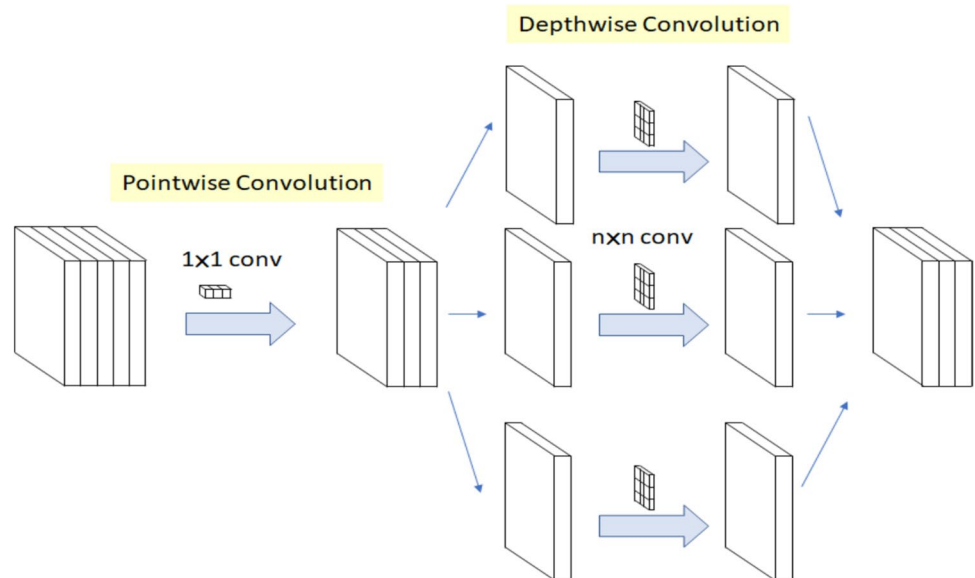 Depthwise Convolution
Pointwise Convolution
1x1 conv
nxn conv